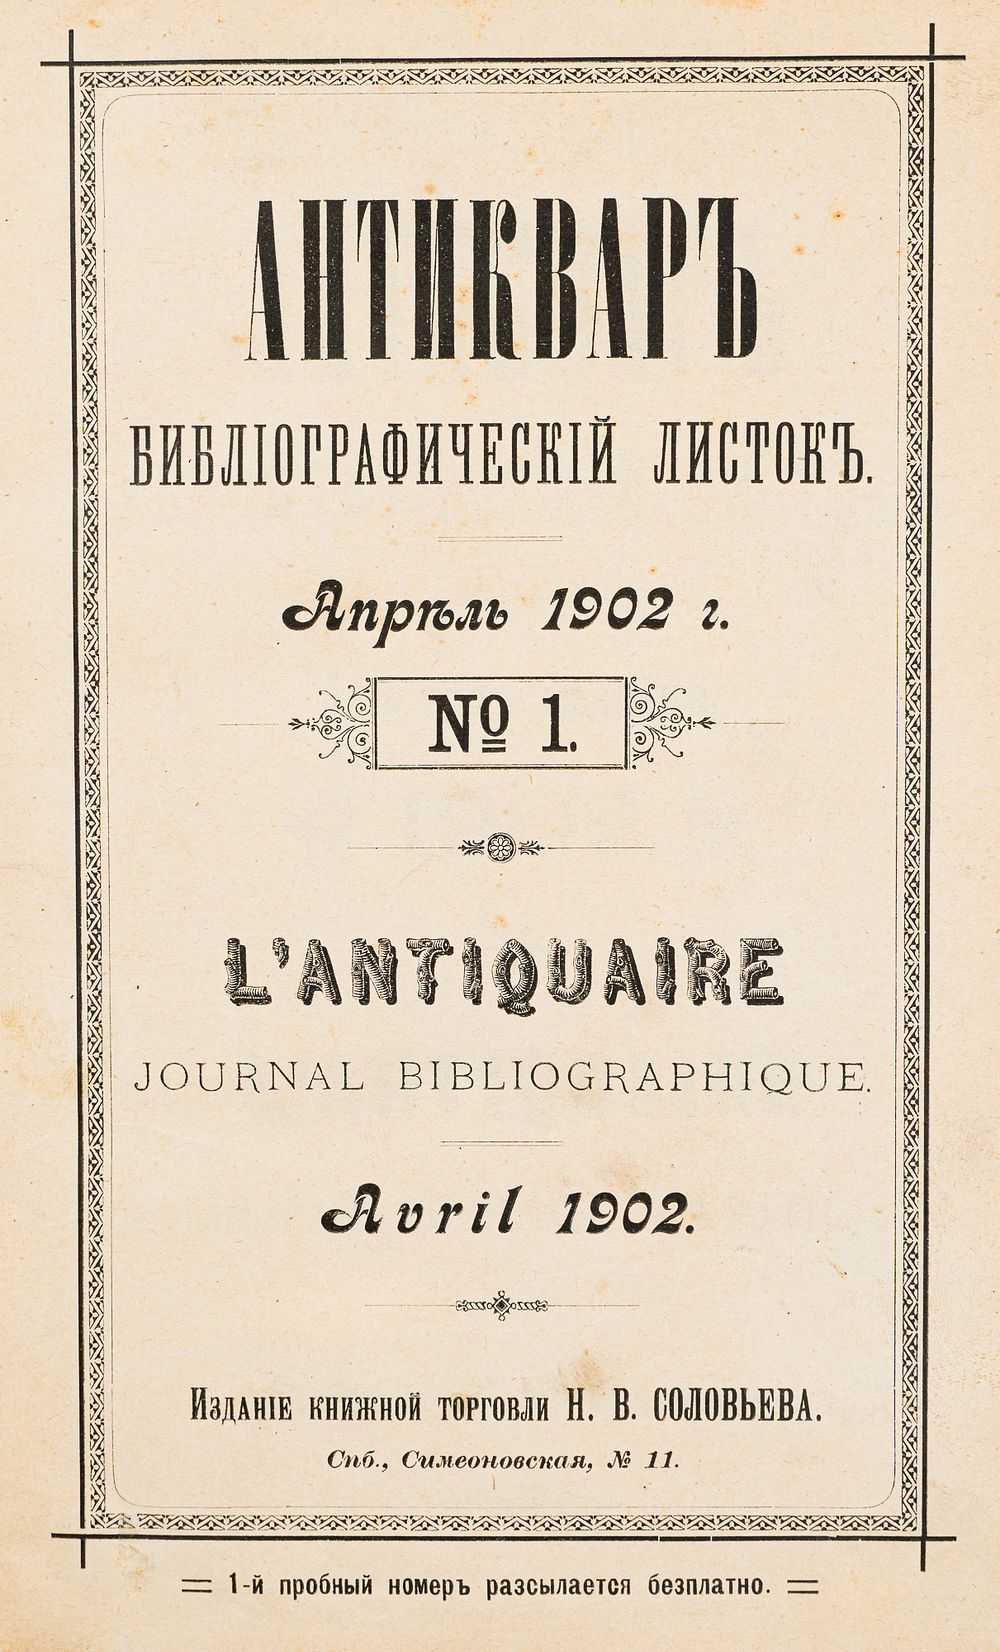 АНТИКВАРЪ
БИБЛІОГРАФИЧЕСКІЙ ЛИСТОКЪ.
Апрѣль 1902 г.
№ 1.
L'ANTIQUAIRE
JOURNAL BIBLIOGRAPHIQUE.
Avril 1902.
Изданіе книжной торговли Н. В. СОЛОВЬЕВА.
Спб., Симеоновская, № 11.
= 1-й пробный номеръ разсылается безплатно. =